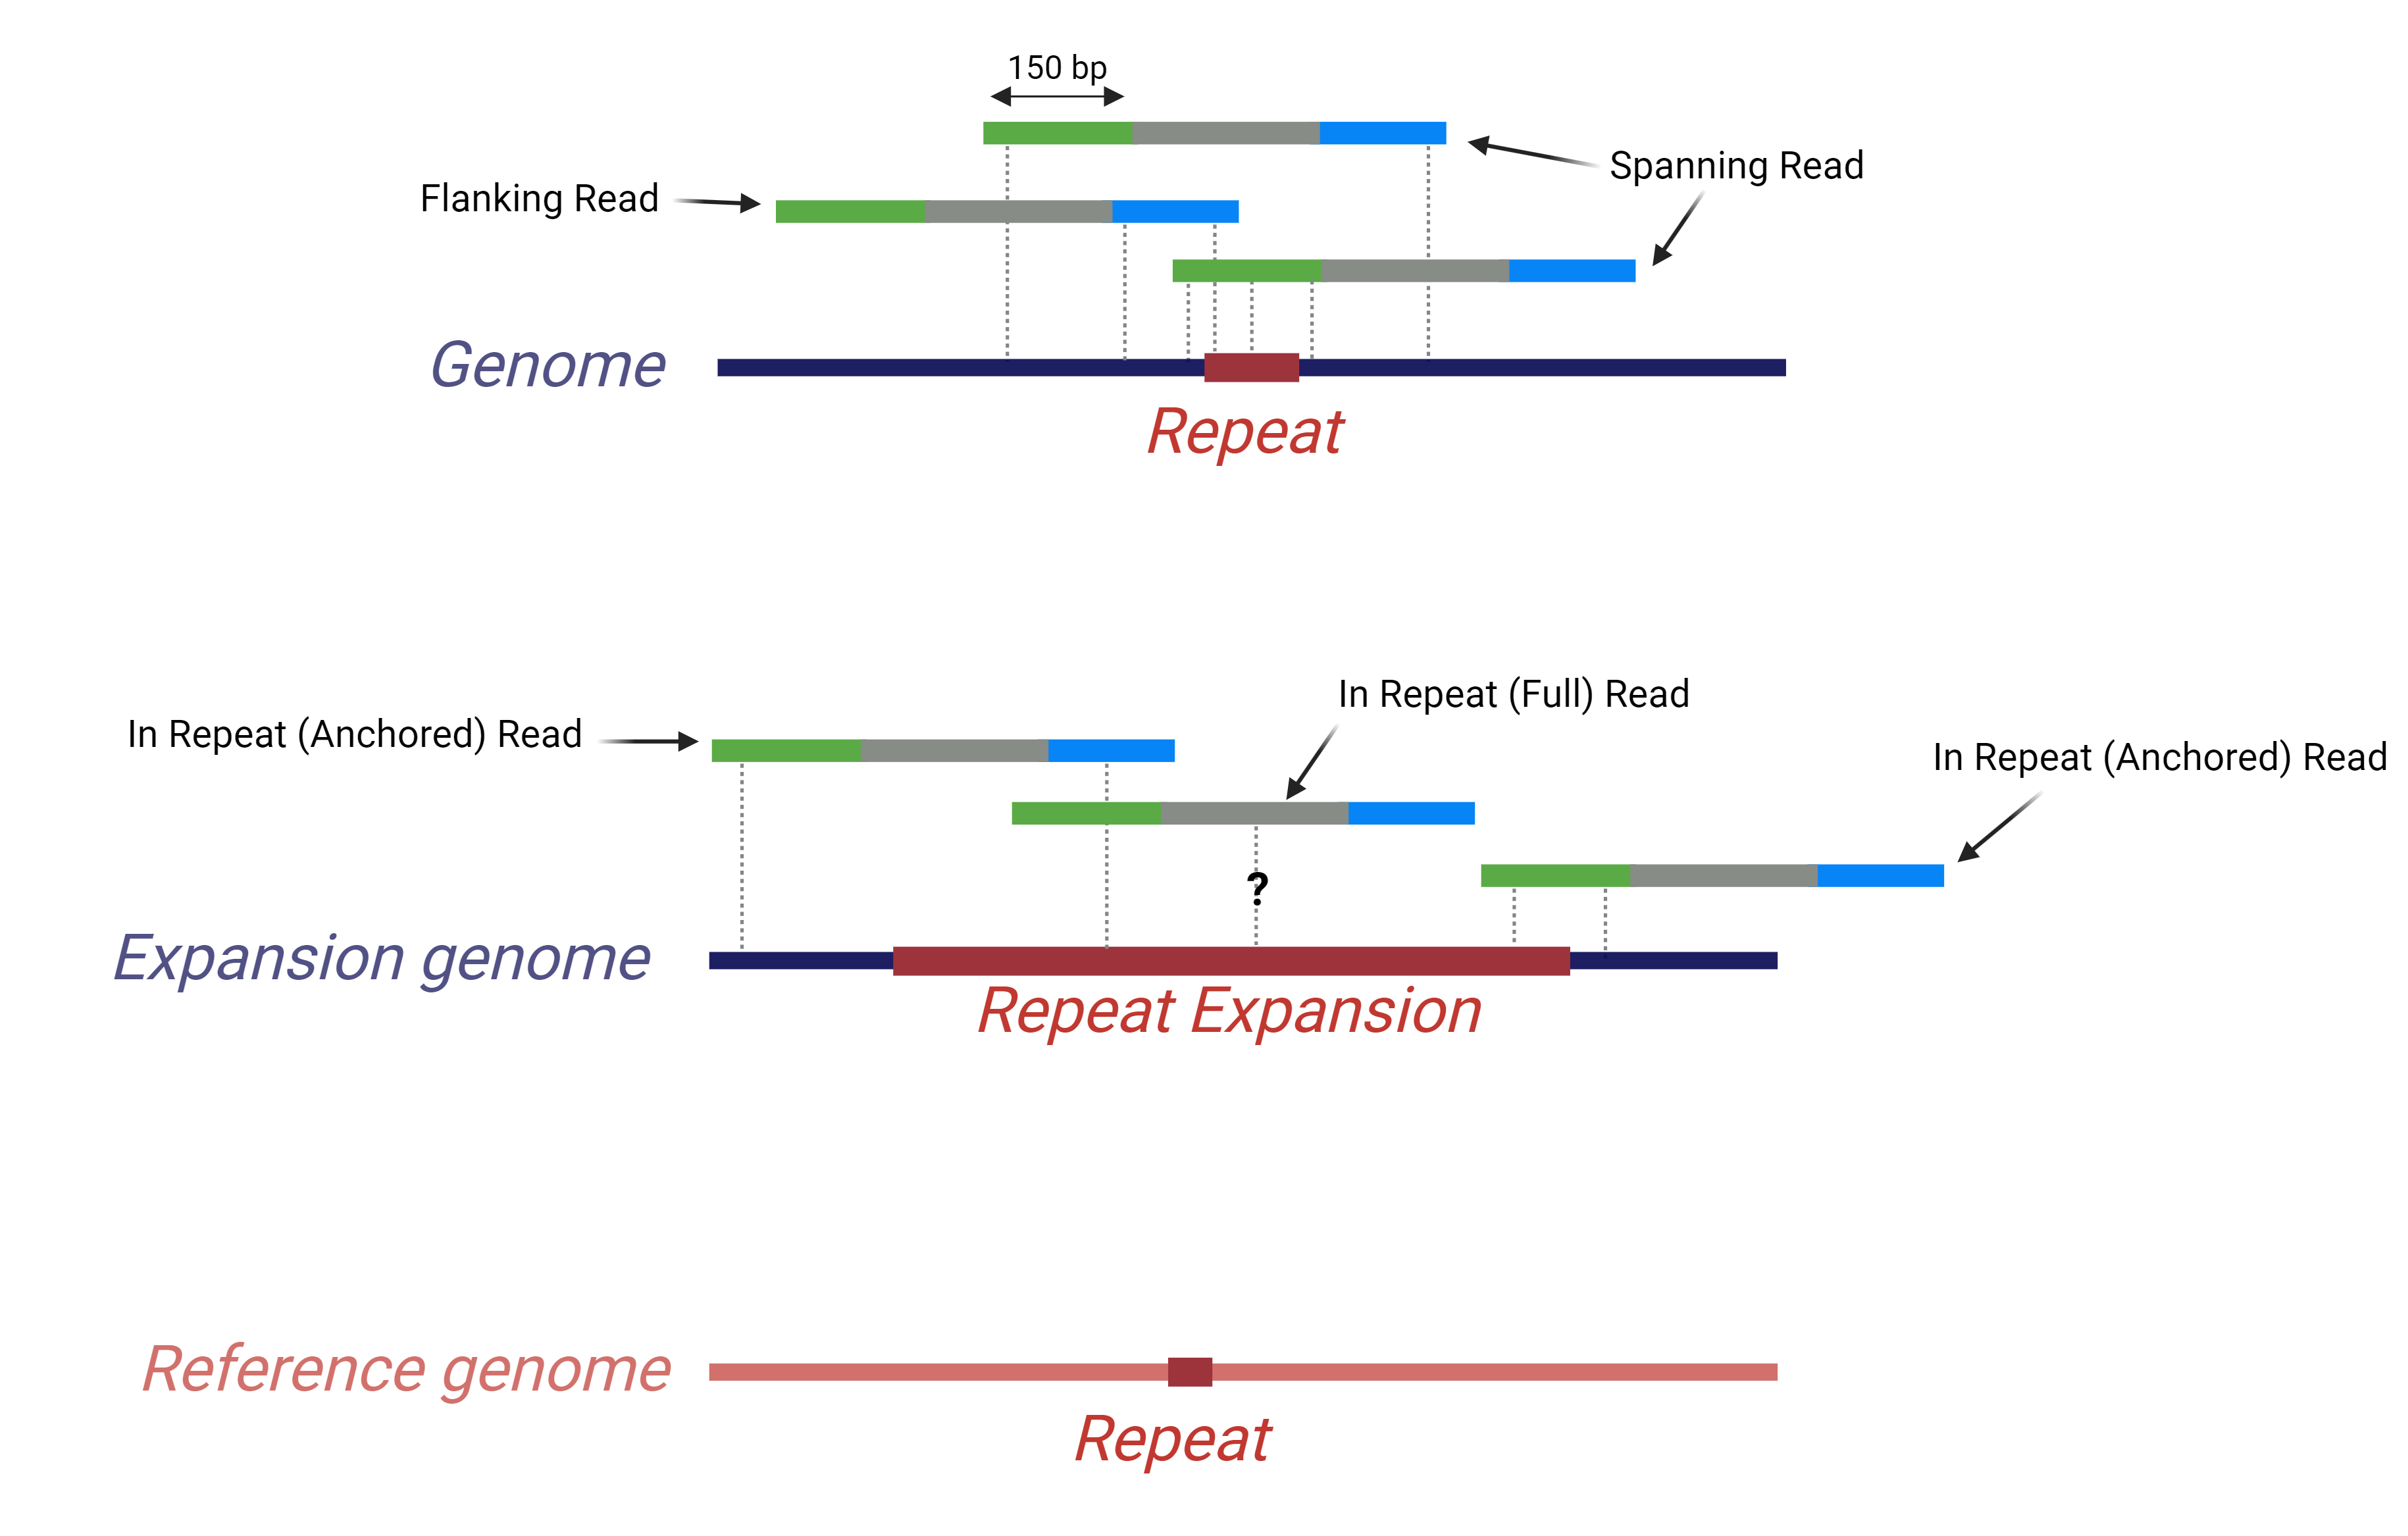 150 bp
Spanning Read
Flanking Read
Genome
Repeat
In Repeat (Full) Read
In Repeat (Anchored) Read
In Repeat (Anchored) Read
?
Expansion genome
Repeat Expansion
Reference genome
Repeat